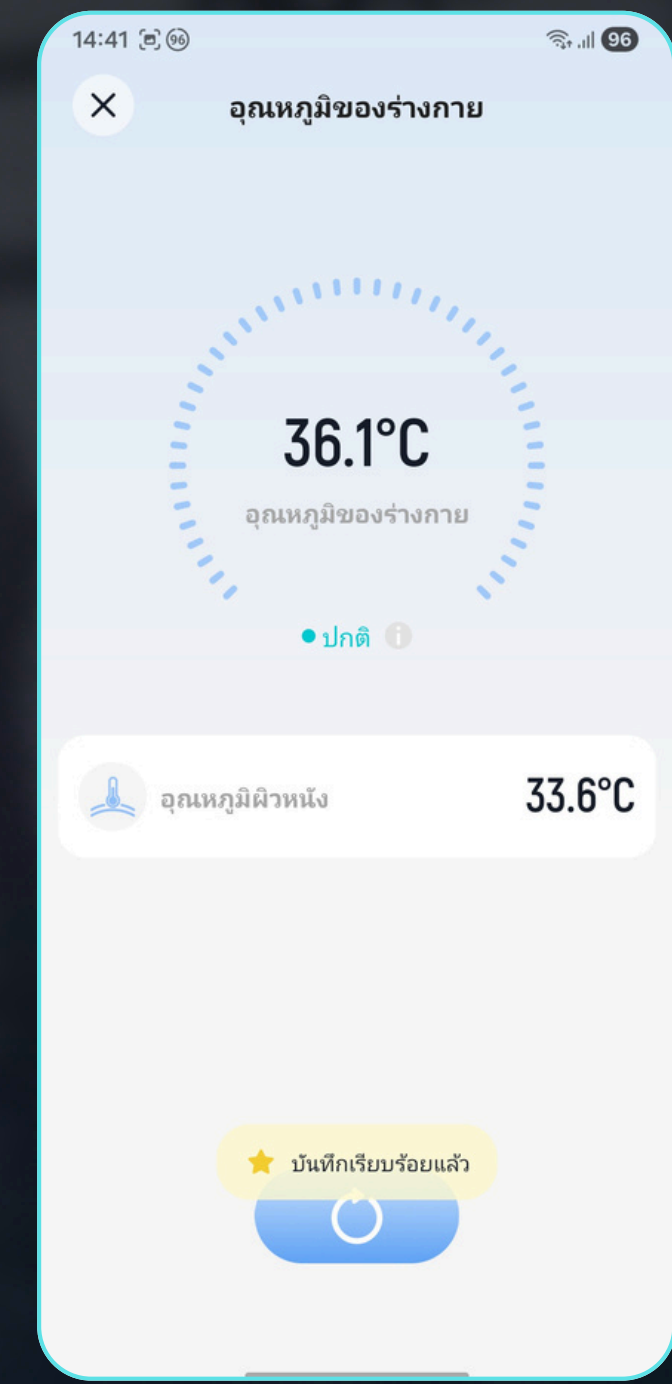 14:41 96 96
อุณหภูมิของร่างกาย
36.1°C
อุณหภูมิของร่างกาย
ปกติ i
อุณหภูมิผิวหนัง 33.6°C
บันทึกเรียบร้อยแล้ว